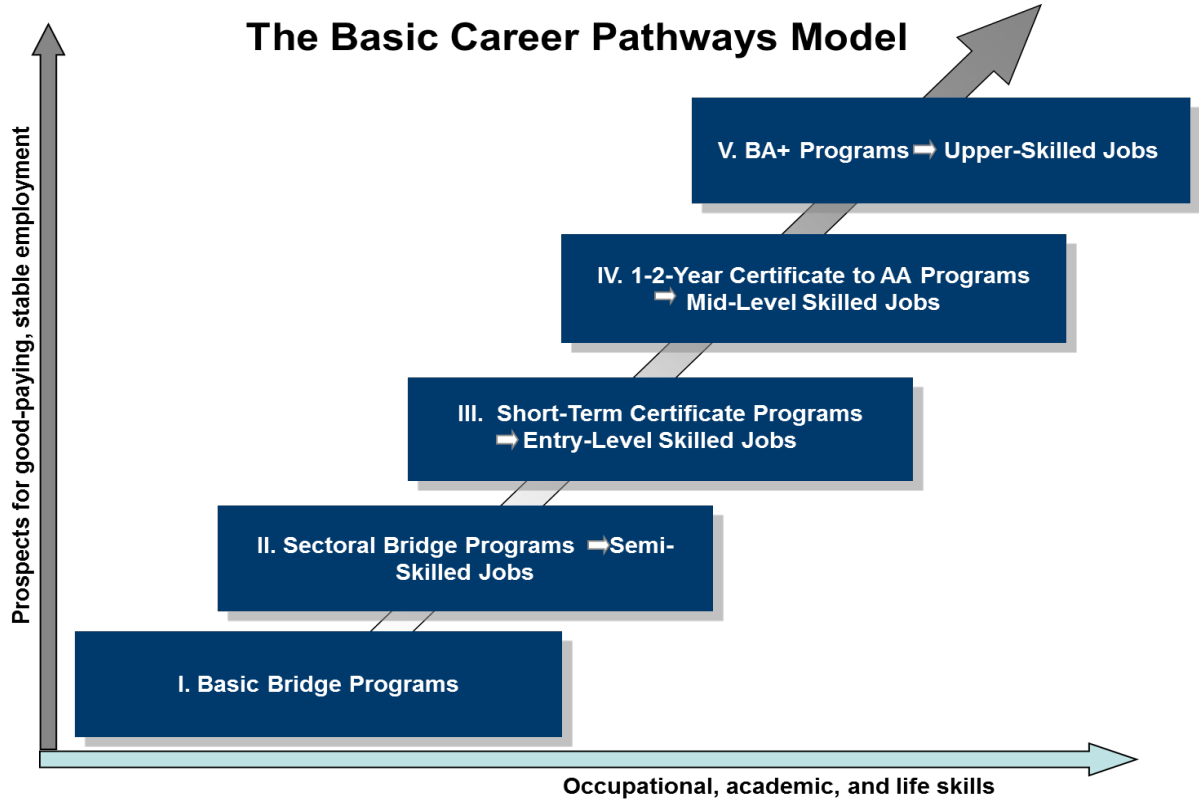 The Basic Career Pathways Model
Prospects for good-paying, stable employment
V. BA+ Programs Upper-Skilled Jobs
IV. 1-2-Year Certificate to AA Programs
Mid-Level Skilled Jobs
III. Short-Term Certificate Programs
Entry-Level Skilled Jobs
II. Sectoral Bridge Programs Semi-
Skilled Jobs
I. Basic Bridge Programs
Occupational, academic, and life skills